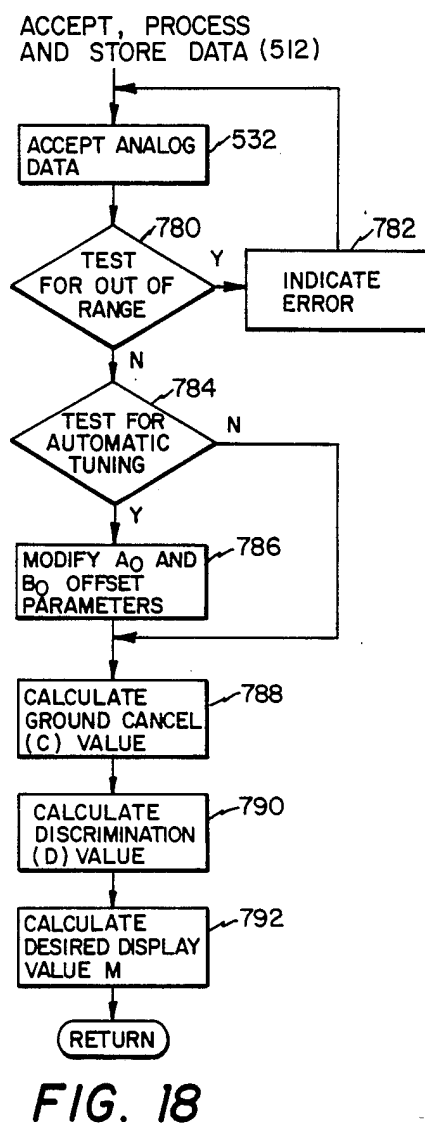 ACCEPT, PROCESS
AND STORE DATA (512)
ACCEPT ANALOG
DATA
532
780
TEST
FOR OUT OF
RANGE
Y
782
INDICATE
ERROR
N
784
TEST FOR
AUTOMATIC
TUNING
N
Y
MODIFY A0 AND
B0 OFFSET
PARAMETERS
786
CALCULATE
GROUND CANCEL
(C) VALUE
788
CALCULATE
DISCRIMINATION
(D) VALUE
790
CALCULATE
DESIRED DISPLAY
VALUE M
792
RETURN
FIG. 18